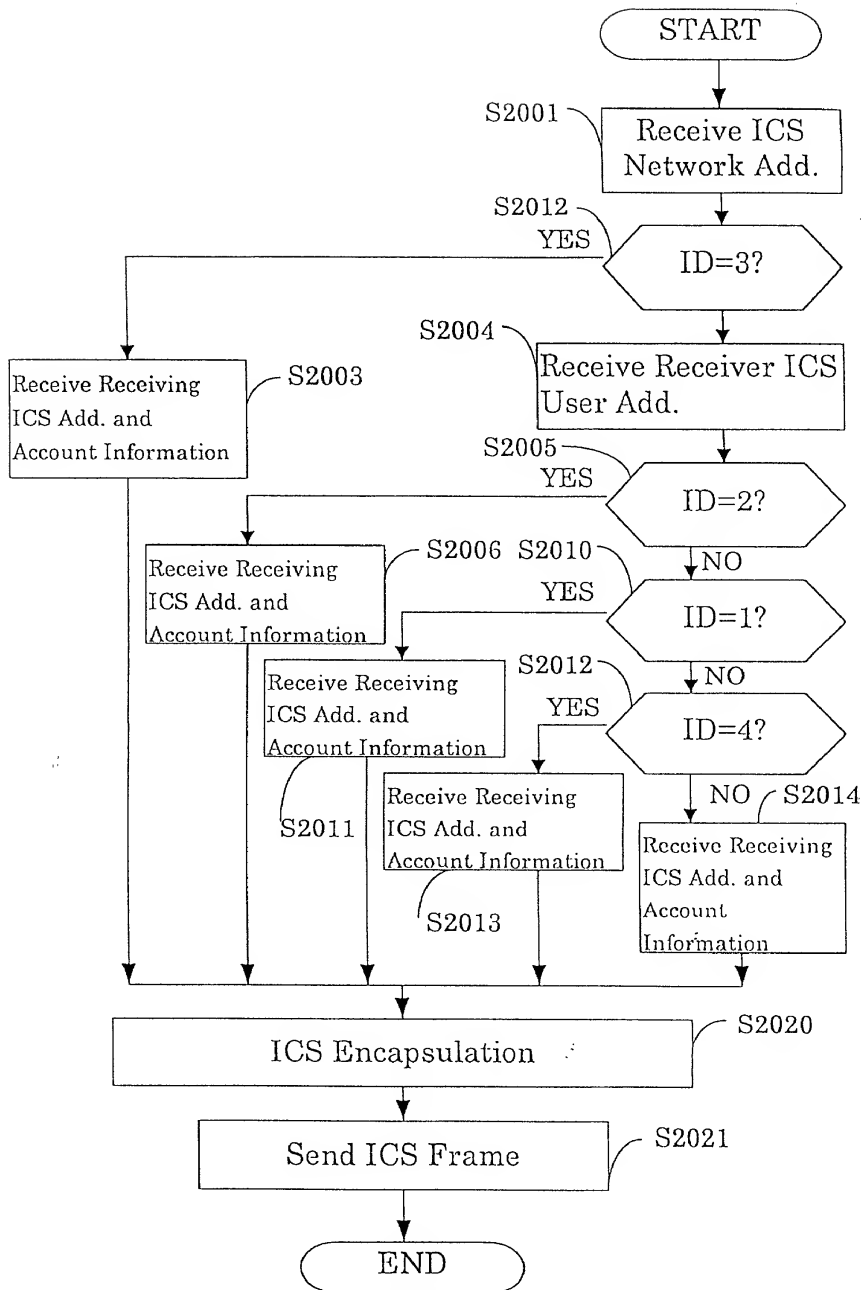 START
S2001
Receive ICS
Network Add.
S2012
YES
ID=3?
S2004
Receive Receiver ICS
User Add.
Receive Receiving
ICS Add. and
Account Information
S2003
S2005
YES
ID=2?
NO
Receive Receiving
ICS Add. and
Account Information
S2006
S2010
YES
ID=1?
NO
Receive Receiving
ICS Add. and
Account Information
S2011
S2012
YES
ID=4?
NO
Receive Receiving
ICS Add. and
Account Information
S2013
S2014
Receive Receiving
ICS Add. and
Account
Information
ICS Encapsulation
S2020
Send ICS Frame
S2021
END